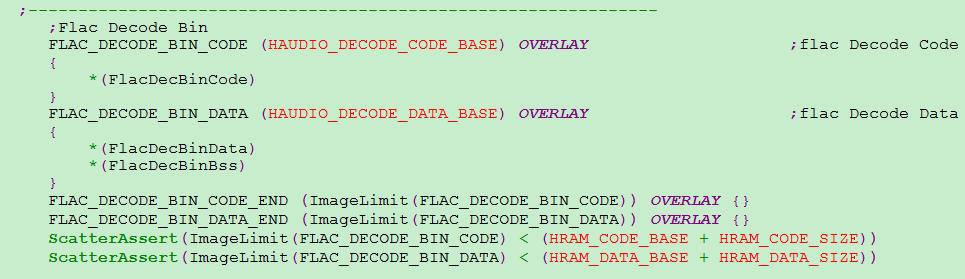 ;---------------------------------------------------------------
;Flac Decode Bin
FLAC_DECODE_BIN_CODE (HAUDIO_DECODE_CODE_BASE) OVERLAY ;flac Decode Code
{
*(FlacDecBinCode)
}
FLAC_DECODE_BIN_DATA (HAUDIO_DECODE_DATA_BASE) OVERLAY ;flac Decode Data
{
*(FlacDecBinData)
*(FlacDecBinBss)
}
FLAC_DECODE_BIN_CODE_END (ImageLimit(FLAC_DECODE_BIN_CODE)) OVERLAY {}
FLAC_DECODE_BIN_DATA_END (ImageLimit(FLAC_DECODE_BIN_DATA)) OVERLAY {}
ScatterAssert(ImageLimit(FLAC_DECODE_BIN_CODE) < (HRAM_CODE_BASE + HRAM_CODE_SIZE))
ScatterAssert(ImageLimit(FLAC_DECODE_BIN_DATA) < (HRAM_DATA_BASE + HRAM_DATA_SIZE))